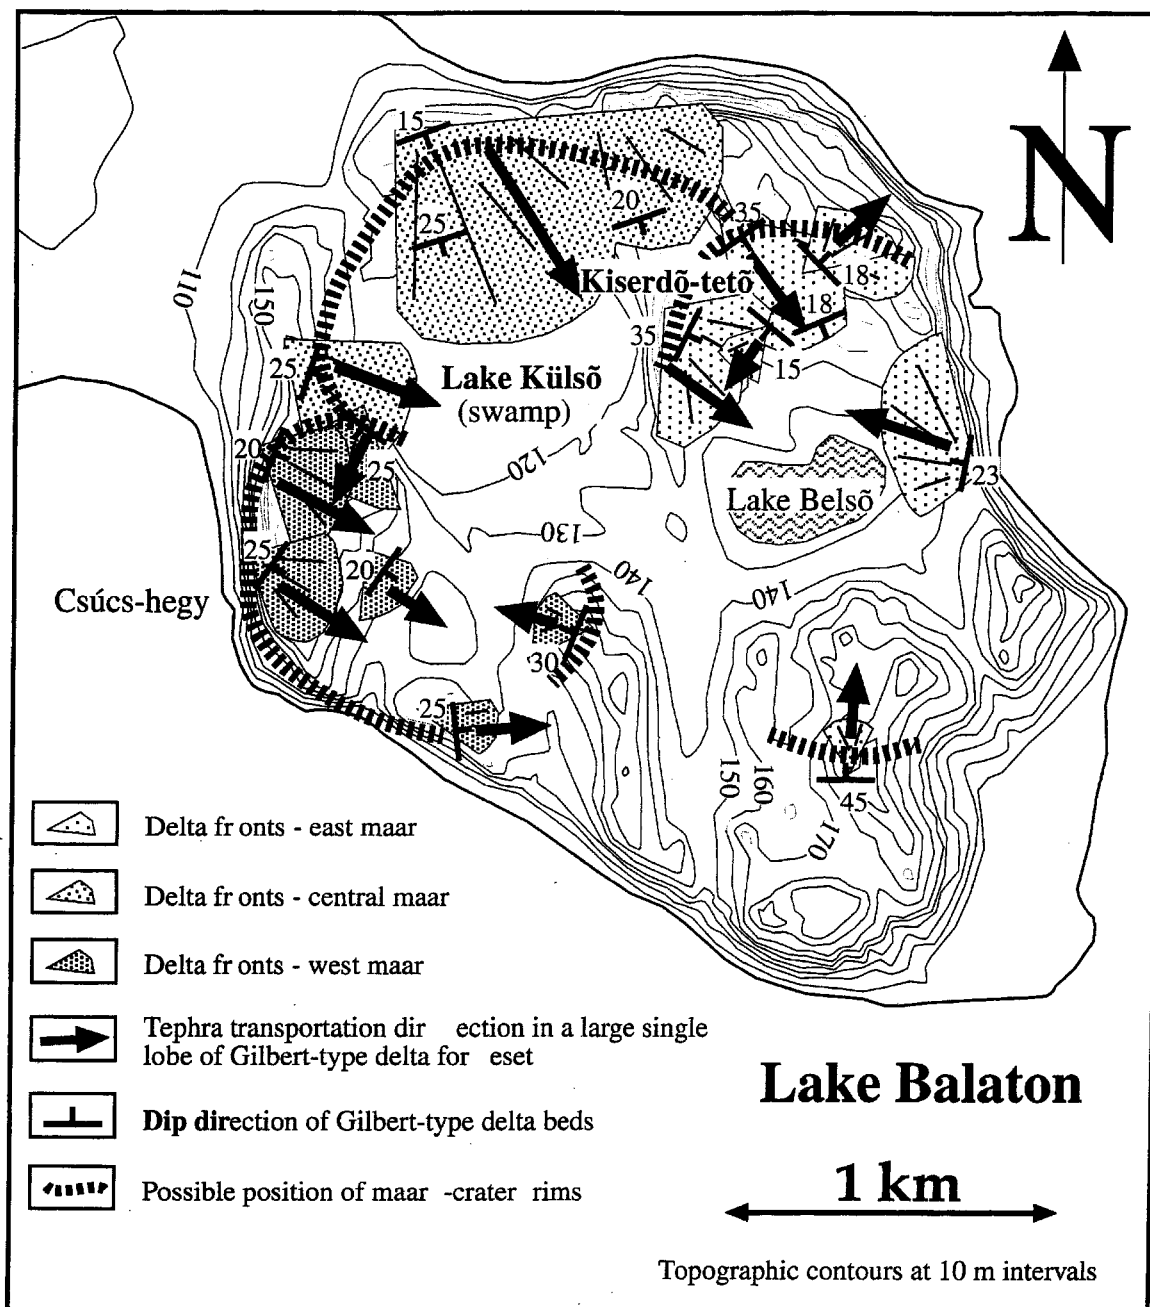 N
15
20
25
35
18
18
15
35
Kiserdõ-tetõ
110
150
25
Lake Külsõ
(swamp)
20
25
120
23
Lake Belsõ
130
140
140
25
20
Csúcs-hegy
30
25
150
160
45
170
Delta fr onts - east maar
Delta fr onts - central maar
Delta fr onts - west maar
Tephra transportation dir ection in a large single
lobe of Gilbert-type delta for eset
Dip direction of Gilbert-type delta beds
Possible position of maar -crater rims
Lake Balaton
1 km
Topographic contours at 10 m intervals